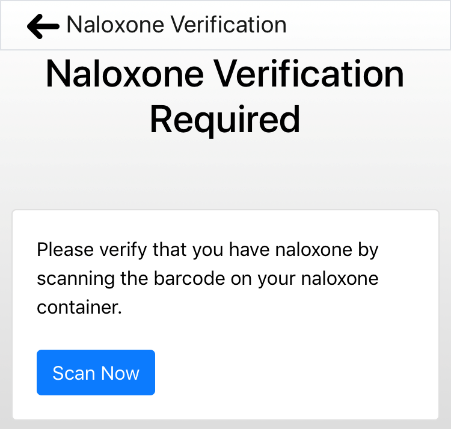 Naloxone Verification
Naloxone Verification
Required
Please verify that you have naloxone by
scanning the barcode on your naloxone
container.
Scan Now